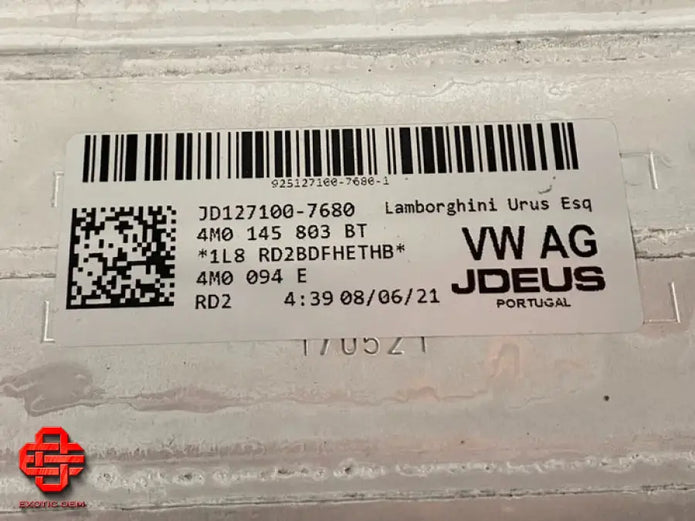 925127100-7680-1
JD127100-7680 Lamborghini Urus Esq
4M0 145 803 BT
*1L8 RD2BDFHETHB*
4M0 094 E
RD2 4:39 08/06/21
VW AG
JDEUS
PORTUGAL
170521
EXOTIC OEM